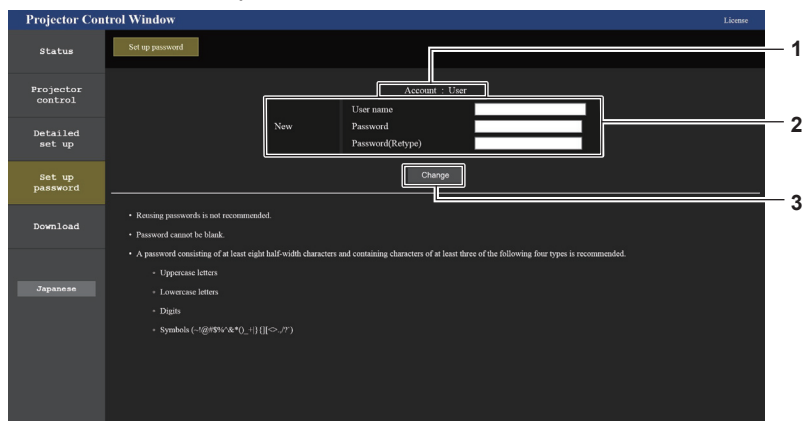 Projector Control Window
License
Status
Set up password
1
Projector
control
Account : User
User name
New
Password
2
Password(Retype)
Detailed
set up
Set up
password
Change
3
• Reusing passwords is not recommended.
Download
• Password cannot be blank.
• A password consisting of at least eight half-width characters and containing characters of at least three of the following four types is recommended.
◦ Uppercase letters
Japanese
◦ Lowercase letters
◦ Digits
◦ Symbols (~!@#$%^&*()_+|}{][<>.,/?`)